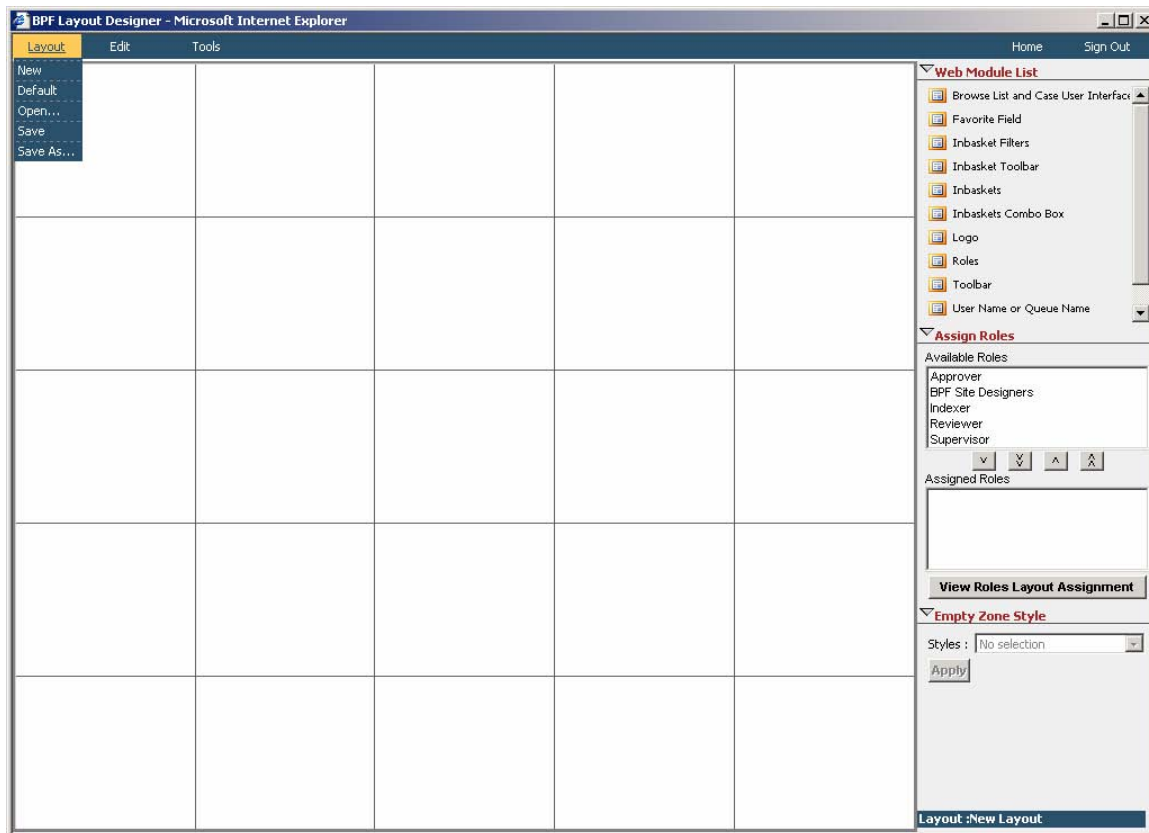 BPF Layout Designer - Microsoft Internet Explorer
Layout Edit Tools Home Sign Out
New
Default
Open...
Save
Save As...
Web Module List
Browse List and Case User Interface
Favorite Field
Inbasket Filters
Inbasket Toolbar
Inbaskets
Inbaskets Combo Box
Logo
Roles
Toolbar
User Name or Queue Name
Assign Roles
Available Roles
Approver
BPF Site Designers
Indexer
Reviewer
Supervisor
Assigned Roles
View Roles Layout Assignment
Empty Zone Style
Styles : No selection
Apply
Layout :New Layout